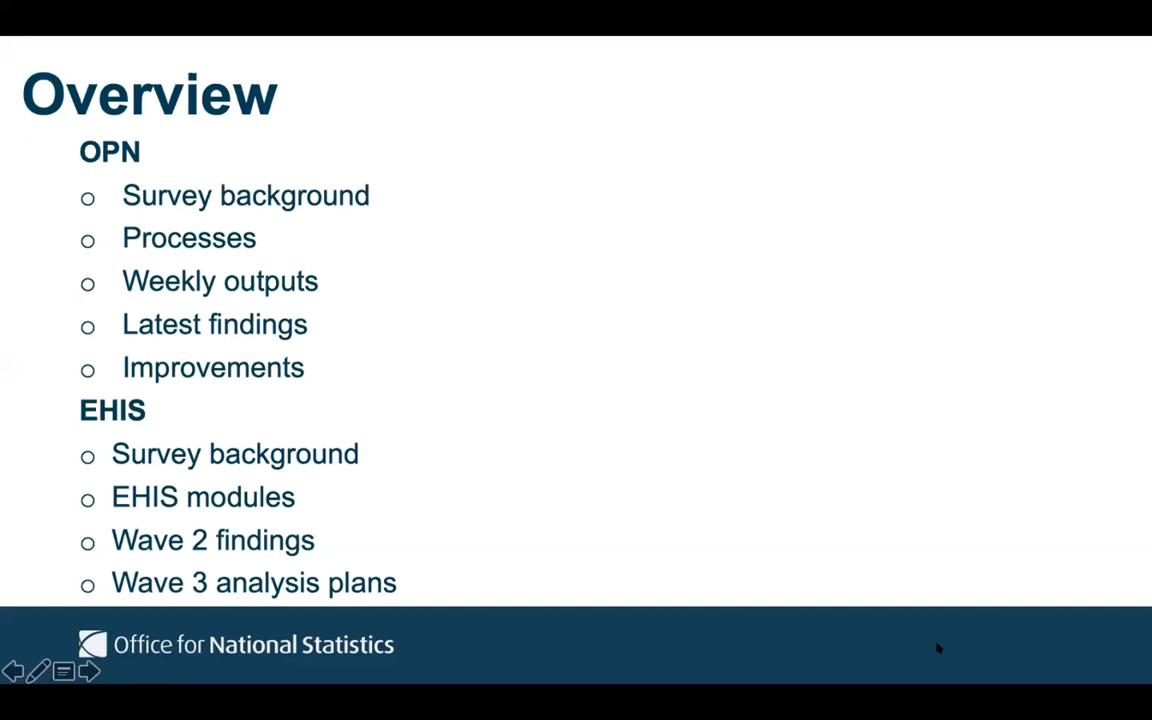 Overview
OPN
o Survey background
o Processes
o Weekly outputs
o Latest findings
o Improvements
EHIS
o Survey background
o EHIS modules
o Wave 2 findings
o Wave 3 analysis plans
Office for National Statistics